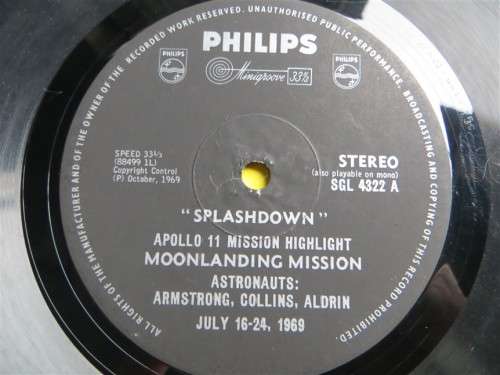 ALL RIGHTS OF THE MANUFACTURER AND OF THE OWNER OF THE RECORDED WORK RESERVED. UNAUTHORISED PUBLIC PERFORMANCE, BROADCASTING AND COPYING OF THIS RECORD PROHIBITED.
PHILIPS
PHILIPS
Minigroove 33⅓
PHILIPS
SPEED 33⅓
(88499 1L)
Copyright Control
(P) October, 1969
STEREO
(also playable on mono)
SGL 4322 A
"SPLASHDOWN"
APOLLO 11 MISSION HIGHLIGHT
MOONLANDING MISSION
ASTRONAUTS:
ARMSTRONG, COLLINS, ALDRIN
JULY 16-24, 1969